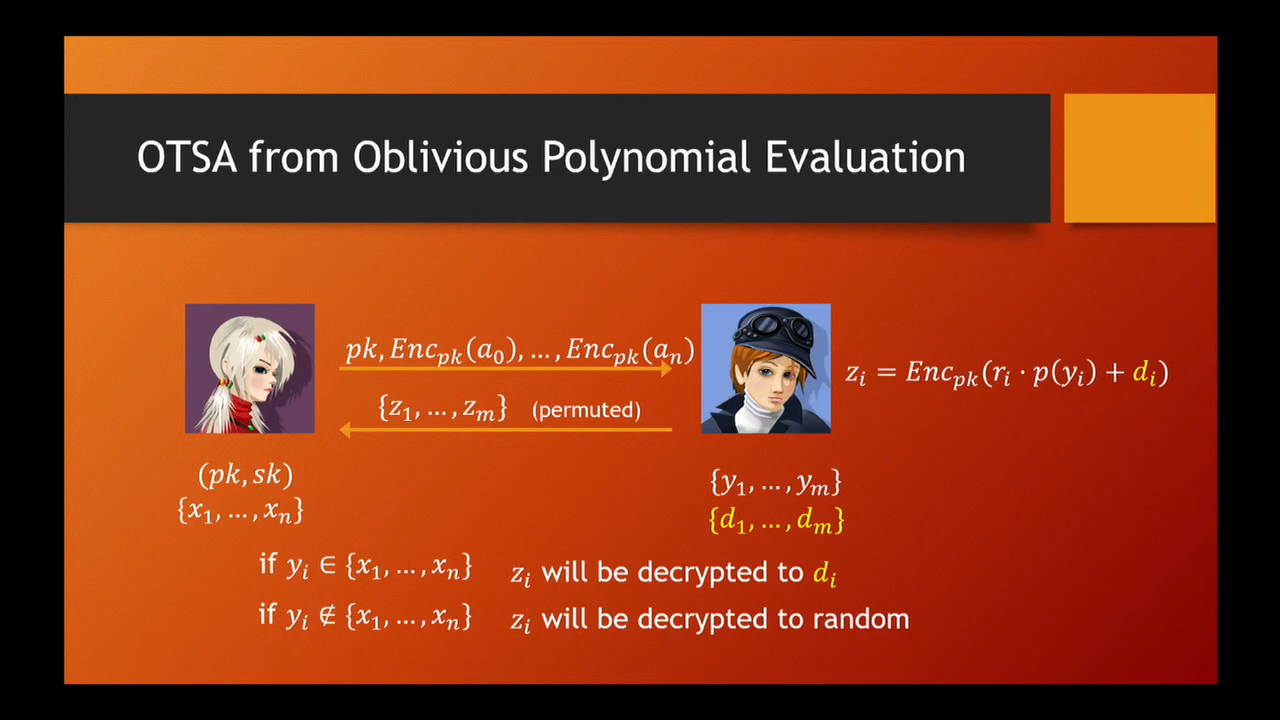 OTSA from Oblivious Polynomial Evaluation
pk, Enc_pk(a_0), ..., Enc_pk(a_n)
z_i = Enc_pk(r_i · p(y_i) + d_i)
{z_1, ..., z_m} (permuted)
(pk, sk)
{x_1, ..., x_n}
{y_1, ..., y_m}
{d_1, ..., d_m}
if y_i ∈ {x_1, ..., x_n} z_i will be decrypted to d_i
if y_i ∉ {x_1, ..., x_n} z_i will be decrypted to random